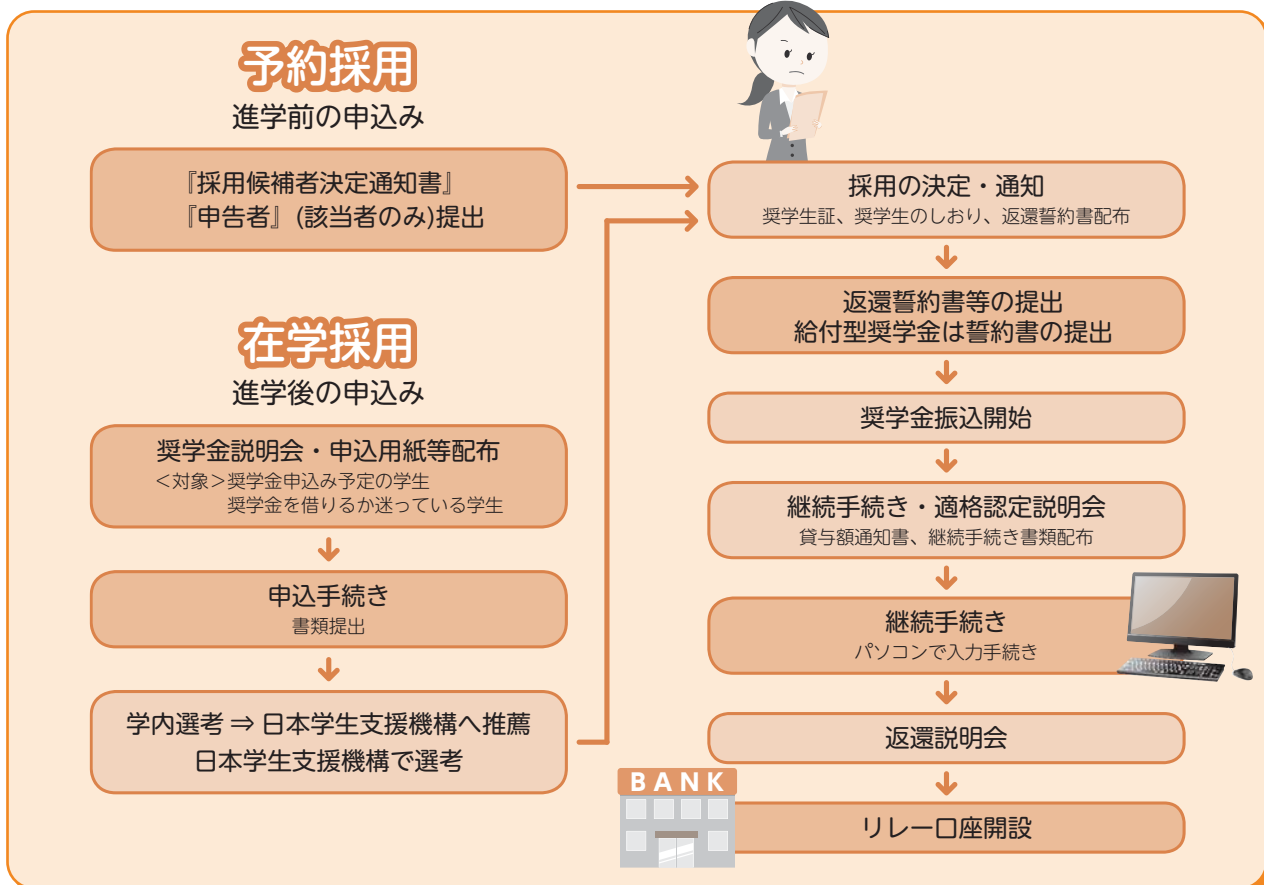 予約採用
進学前の申込み
『採用候補者決定通知書』
『申告者』(該当者のみ)提出
在学採用
進学後の申込み
奨学金説明会・申込用紙等配布
＜対象＞奨学金申込み予定の学生
奨学金を借りるか迷っている学生
申込手続き
書類提出
学内選考 ⇒ 日本学生支援機構へ推薦
日本学生支援機構で選考
採用の決定・通知
奨学生証、奨学生のしおり、返還誓約書配布
返還誓約書等の提出
給付型奨学金は誓約書の提出
奨学金振込開始
継続手続き・適格認定説明会
貸与額通知書、継続手続き書類配布
継続手続き
パソコンで入力手続き
返還説明会
BANK
リレー口座開設